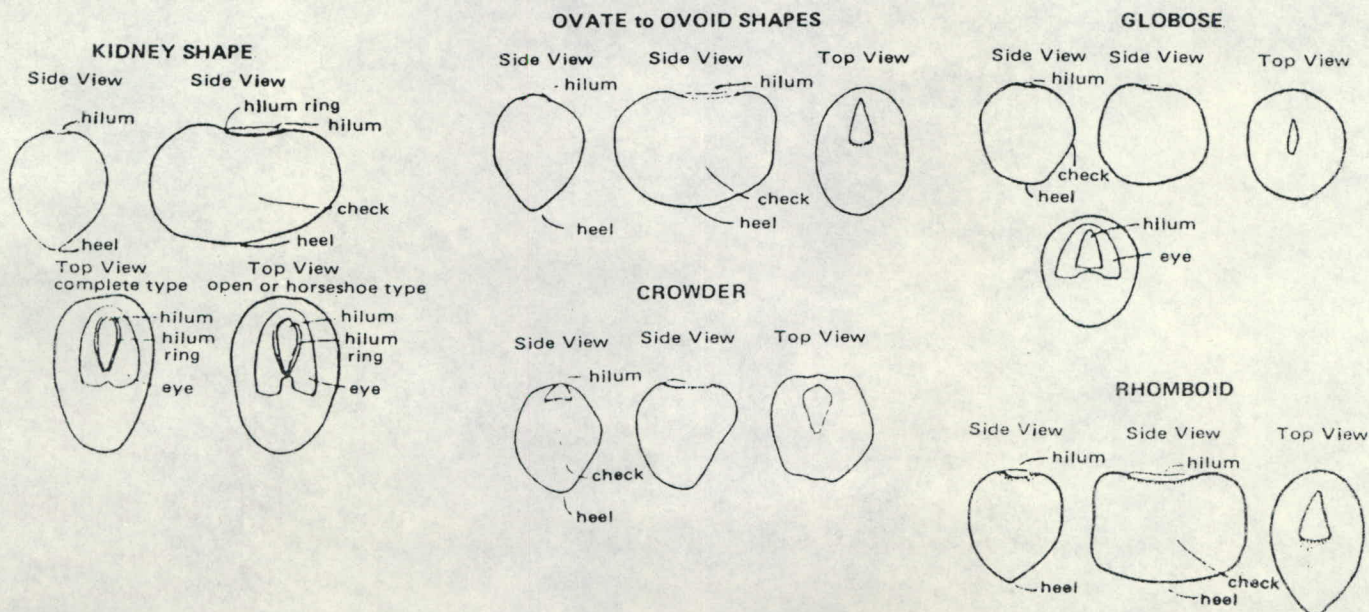 KIDNEY SHAPE
Side View
Side View
hilum
hilum ring
hilum
check
heel
heel
Top View
complete type
Top View
open or horseshoe type
hilum
hilum
ring
eye
hilum
hilum
ring
eye
OVATE to OVOID SHAPES
Side View
Side View
Top View
hilum
hilum
check
heel
heel
CROWDER
Side View
Side View
Top View
hilum
check
heel
GLOBOSE
Side View
Side View
Top View
hilum
check
heel
hilum
eye
RHOMBOID
Side View
Side View
Top View
hilum
hilum
heel
check
heel